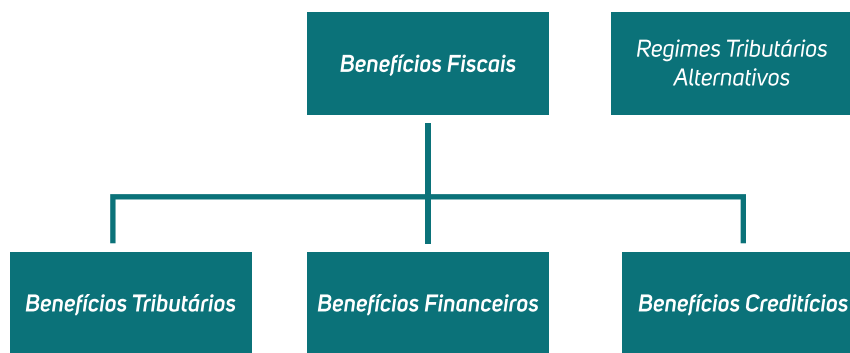 Benefícios Fiscais
Regimes Tributários
Alternativos
Benefícios Tributários
Benefícios Financeiros
Benefícios Creditícios